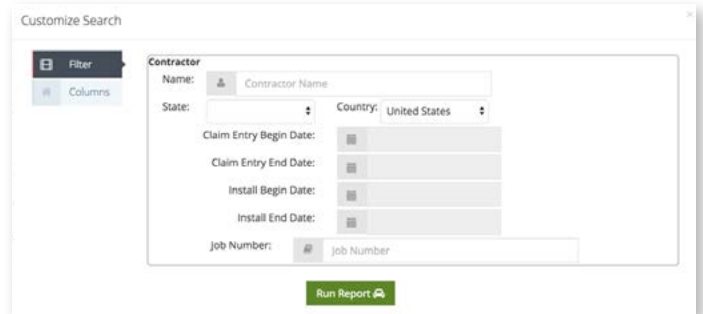 Customize Search
×
Filter
Columns
Contractor
Name: Contractor Name
State: Country: United States
Claim Entry Begin Date:
Claim Entry End Date:
Install Begin Date:
Install End Date:
Job Number: Job Number
Run Report